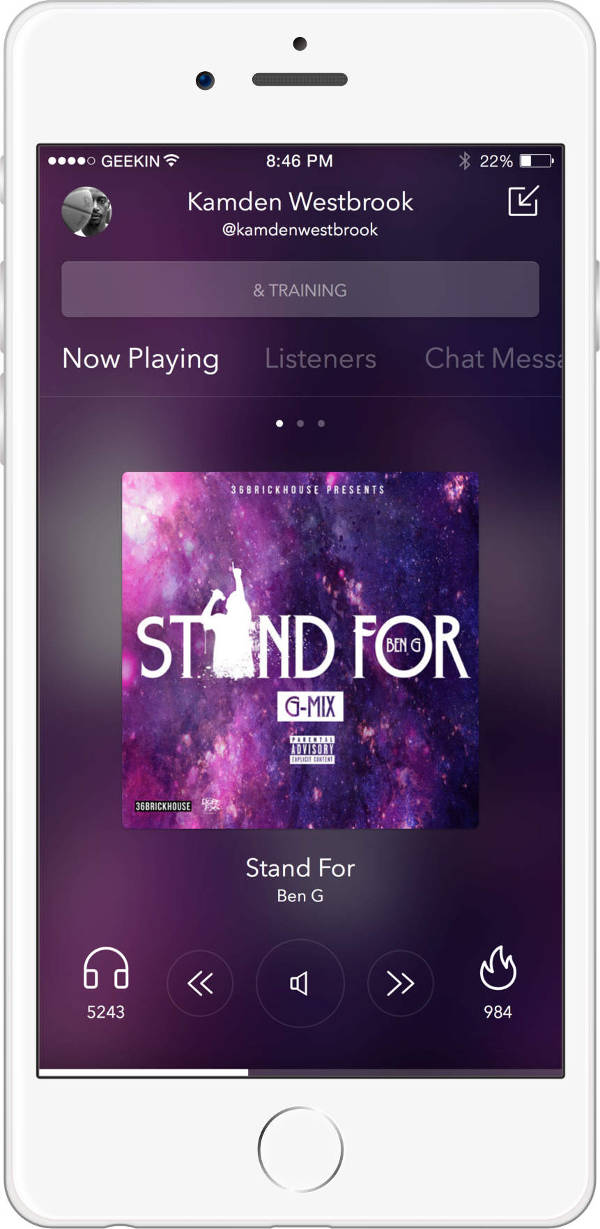 GEEKIN 8:46 PM 22%
Kamden Westbrook
@kamdenwestbrook
& TRAINING
Now Playing Listeners Chat Messa
36BRICKHOUSE PRESENTS
STAND FOR
BEN G
G-MIX
PARENTAL
ADVISORY
EXPLICIT CONTENT
36BRICKHOUSE
Stand For
Ben G
5243 984